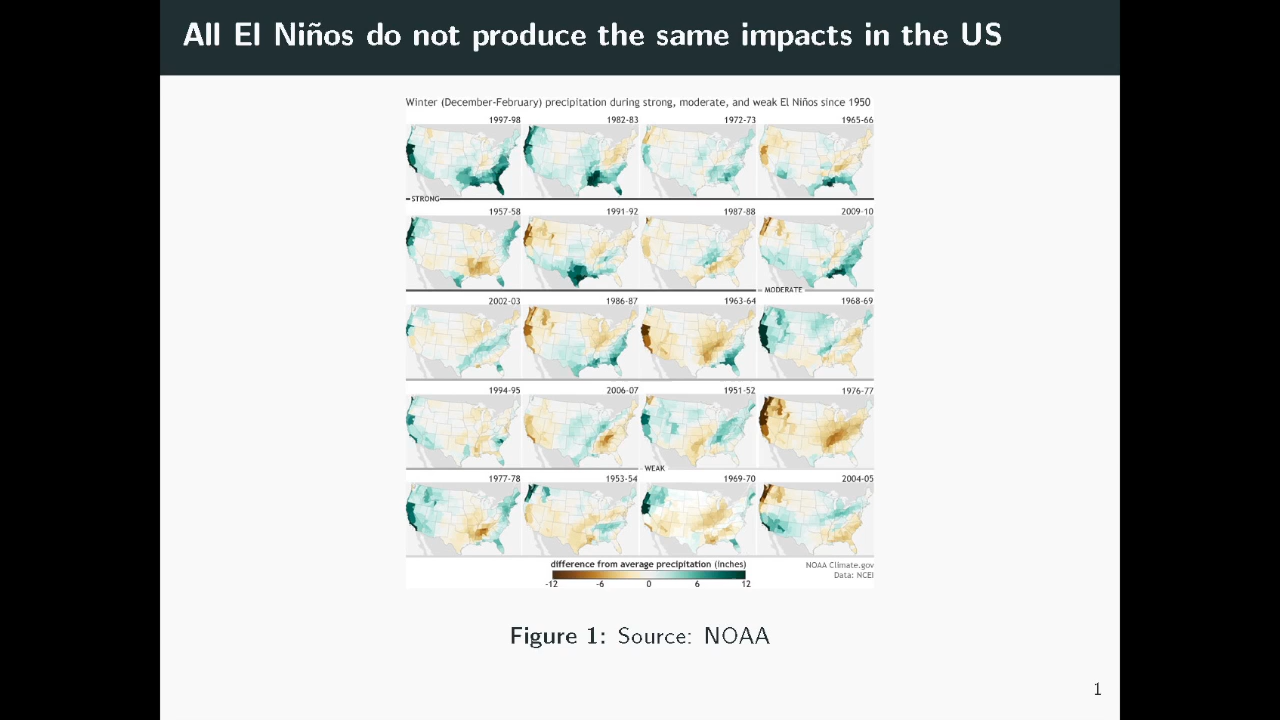 All El Niños do not produce the same impacts in the US
Winter (December-February) precipitation during strong, moderate, and weak El Niños since 1950
1997-98 1982-83 1972-73 1965-66
STRONG
1957-58 1991-92 1987-88 2009-10
MODERATE
2002-03 1986-87 1963-64 1968-69
1994-95 2006-07 1951-52 1976-77
WEAK
1977-78 1953-54 1969-70 2004-05
difference from average precipitation (inches)
-12 -6 0 6 12
NOAA Climate.gov
Data: NCEI
Figure 1: Source: NOAA
1